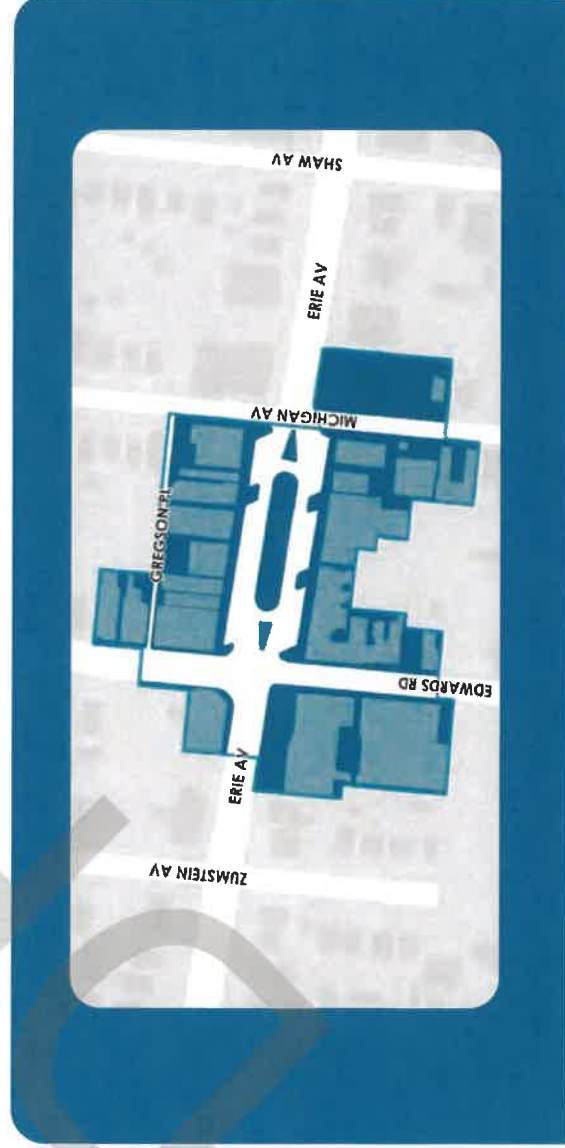 SHAW AV
ERIE AV
MICHIGAN AV
GREGSON PL
EDWARDS RD
ERIE AV
ZUMSTEIN AV